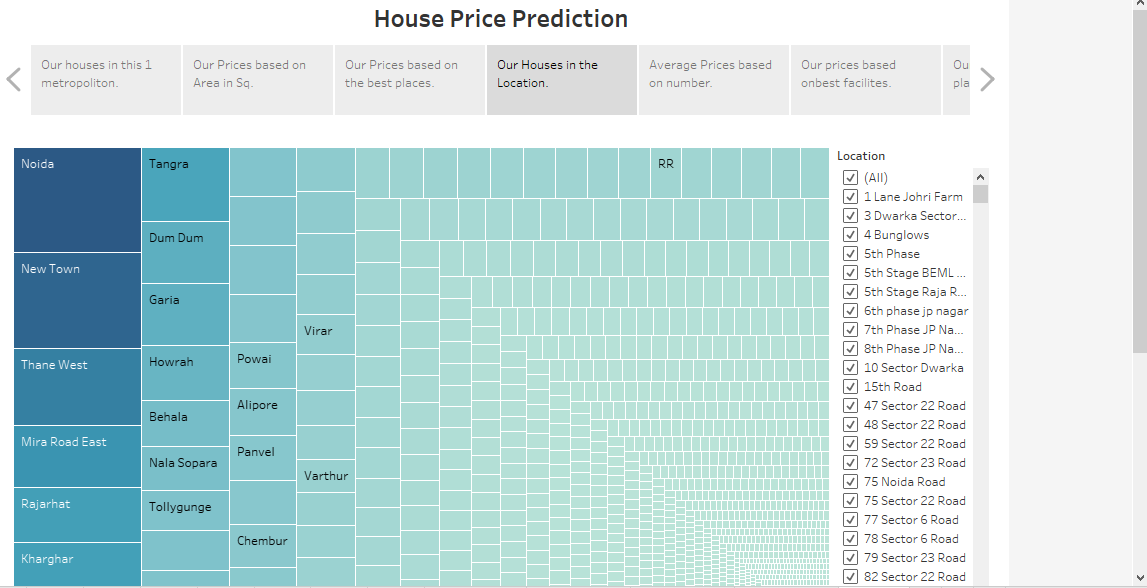 House Price Prediction
Our houses in this 1
metropoliton.
Our Prices based on
Area in Sq.
Our Prices based on
the best places.
Our Houses in the
Location.
Average Prices based
on number.
Our prices based
onbest facilites.
Ou
pla
Noida
New Town
Thane West
Mira Road East
Rajarhat
Kharghar
Tangra
Dum Dum
Garia
Howrah
Behala
Nala Sopara
Tollygunge
Powai
Alipore
Panvel
Chembur
Virar
Varthur
RR
Location
(All)
1 Lane Johri Farm
3 Dwarka Sector...
4 Bunglows
5th Phase
5th Stage BEML ...
5th Stage Raja R...
6th phase jp nagar
7th Phase JP Na...
8th Phase JP Na...
10 Sector Dwarka
15th Road
47 Sector 22 Road
48 Sector 22 Road
59 Sector 22 Road
72 Sector 23 Road
75 Noida Road
75 Sector 22 Road
77 Sector 6 Road
78 Sector 6 Road
79 Sector 23 Road
82 Sector 22 Road